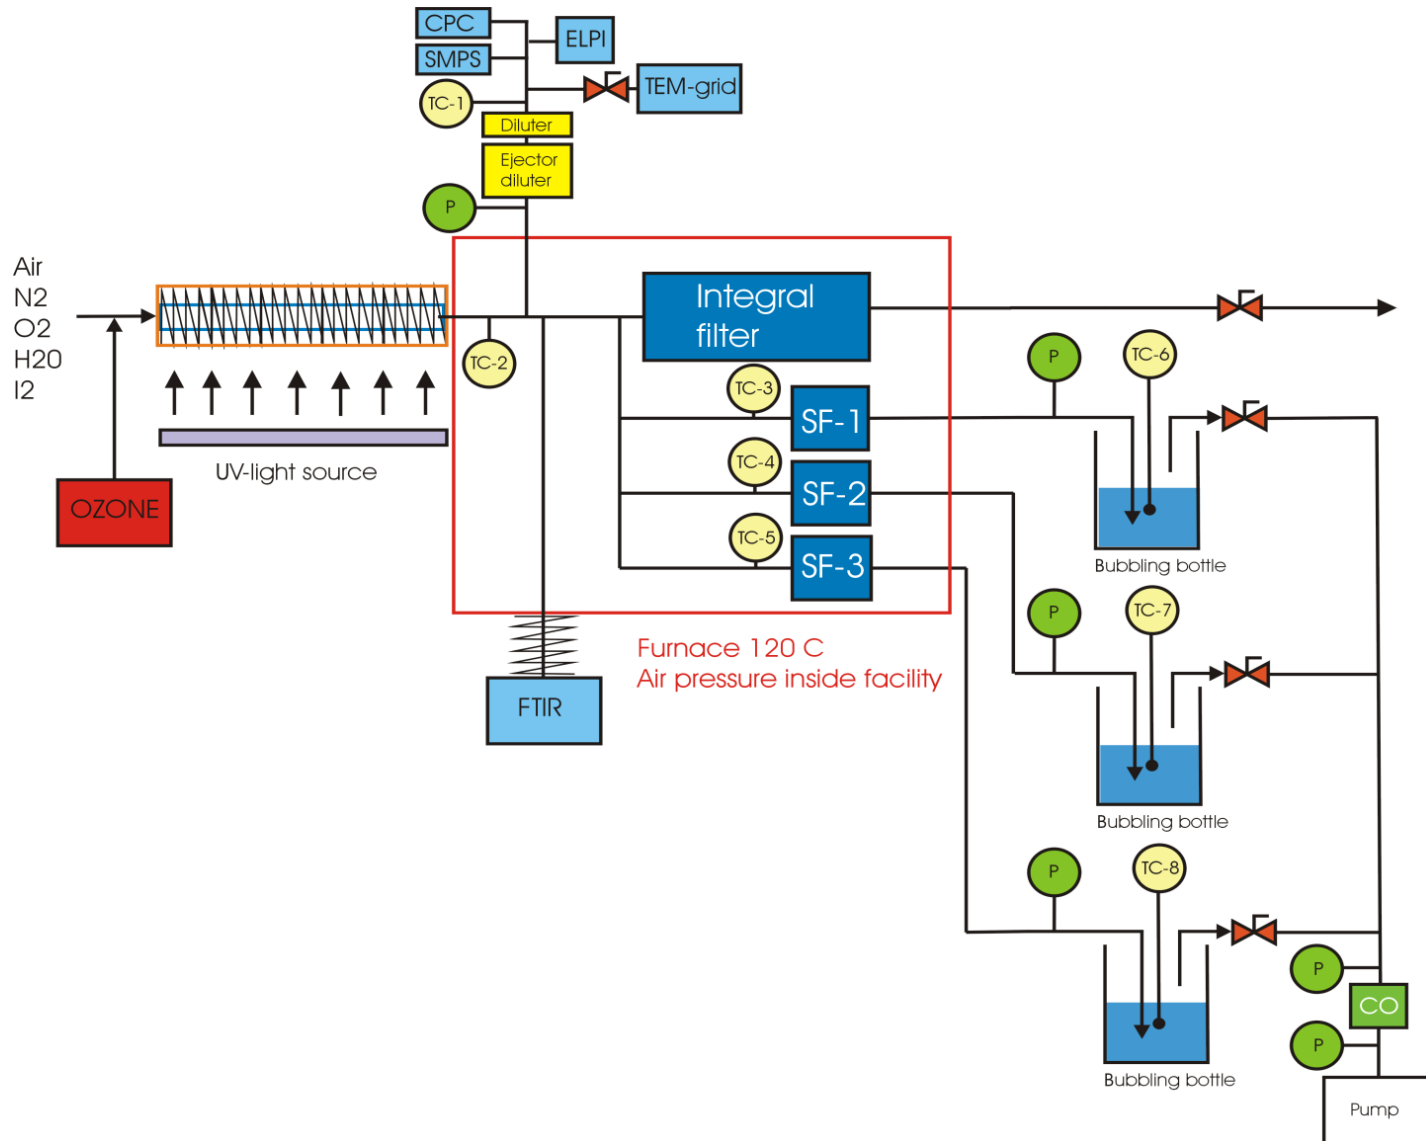 CPC
ELPI
SMPS
TC-1
TEM-grid
Diluter
Ejector
diluter
P
Air
N2
O2
H20
I2
Integral
filter
TC-2
P
TC-6
TC-3
SF-1
UV-light source
TC-4
SF-2
OZONE
TC-5
SF-3
Bubbling bottle
P
TC-7
Furnace 120 C
Air pressure inside facility
FTIR
Bubbling bottle
P
TC-8
P
CO
P
Bubbling bottle
Pump